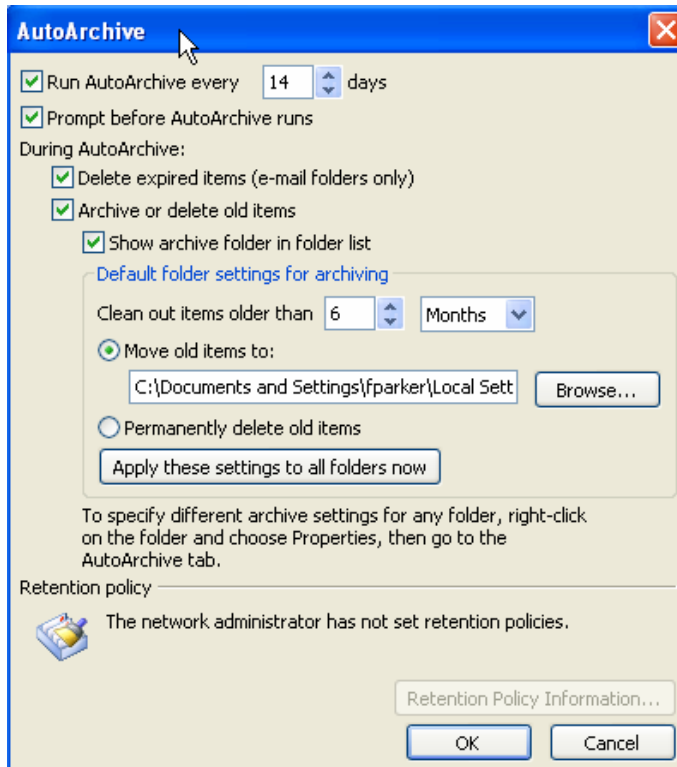 AutoArchive
Run AutoArchive every 14 days
Prompt before AutoArchive runs
During AutoArchive:
Delete expired items (e-mail folders only)
Archive or delete old items
Show archive folder in folder list
Default folder settings for archiving
Clean out items older than 6 Months
Move old items to:
C:\Documents and Settings\fparker\Local Sett Browse...
Permanently delete old items
Apply these settings to all folders now
To specify different archive settings for any folder, right-click
on the folder and choose Properties, then go to the
AutoArchive tab.
Retention policy
The network administrator has not set retention policies.
Retention Policy Information...
OK Cancel